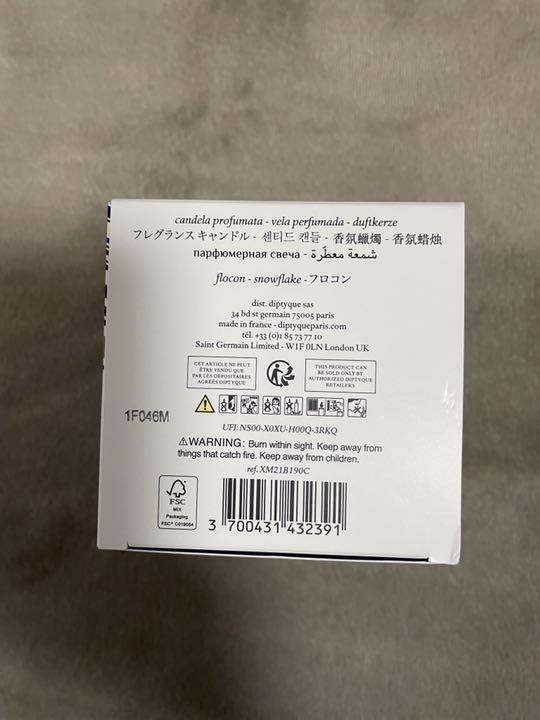 candela profumata - vela perfumada - duftkerze
フレグランス キャンドル - 센티드 캔들 - 香氛蠟燭 - 香氛蜡烛
парфюмерная свеча - شمعة معطّرة
flocon - snowflake - フロコン
dist. diptyque sas
34 bd st germain 75005 paris
made in france - diptyqueparis.com
tél. +33 (0)1 85 73 77 10
Saint Germain Limited - W1F 0LN London UK
CET ARTICLE NE PEUT
ÊTRE VENDU QUE
PAR LES DÉPOSITAIRES
AGRÉÉS DIPTYQUE
THIS PRODUCT CAN
BE SOLD ONLY BY
AUTHORIZED DIPTYQUE
RETAILERS
1F046M
UFI: NS00-X0XU-H00Q-3RKQ
WARNING: Burn within sight. Keep away from
things that catch fire. Keep away from children.
ref. XM21B190C
FSC
MIX
Packaging
FSC® C019064
3 700431 432391